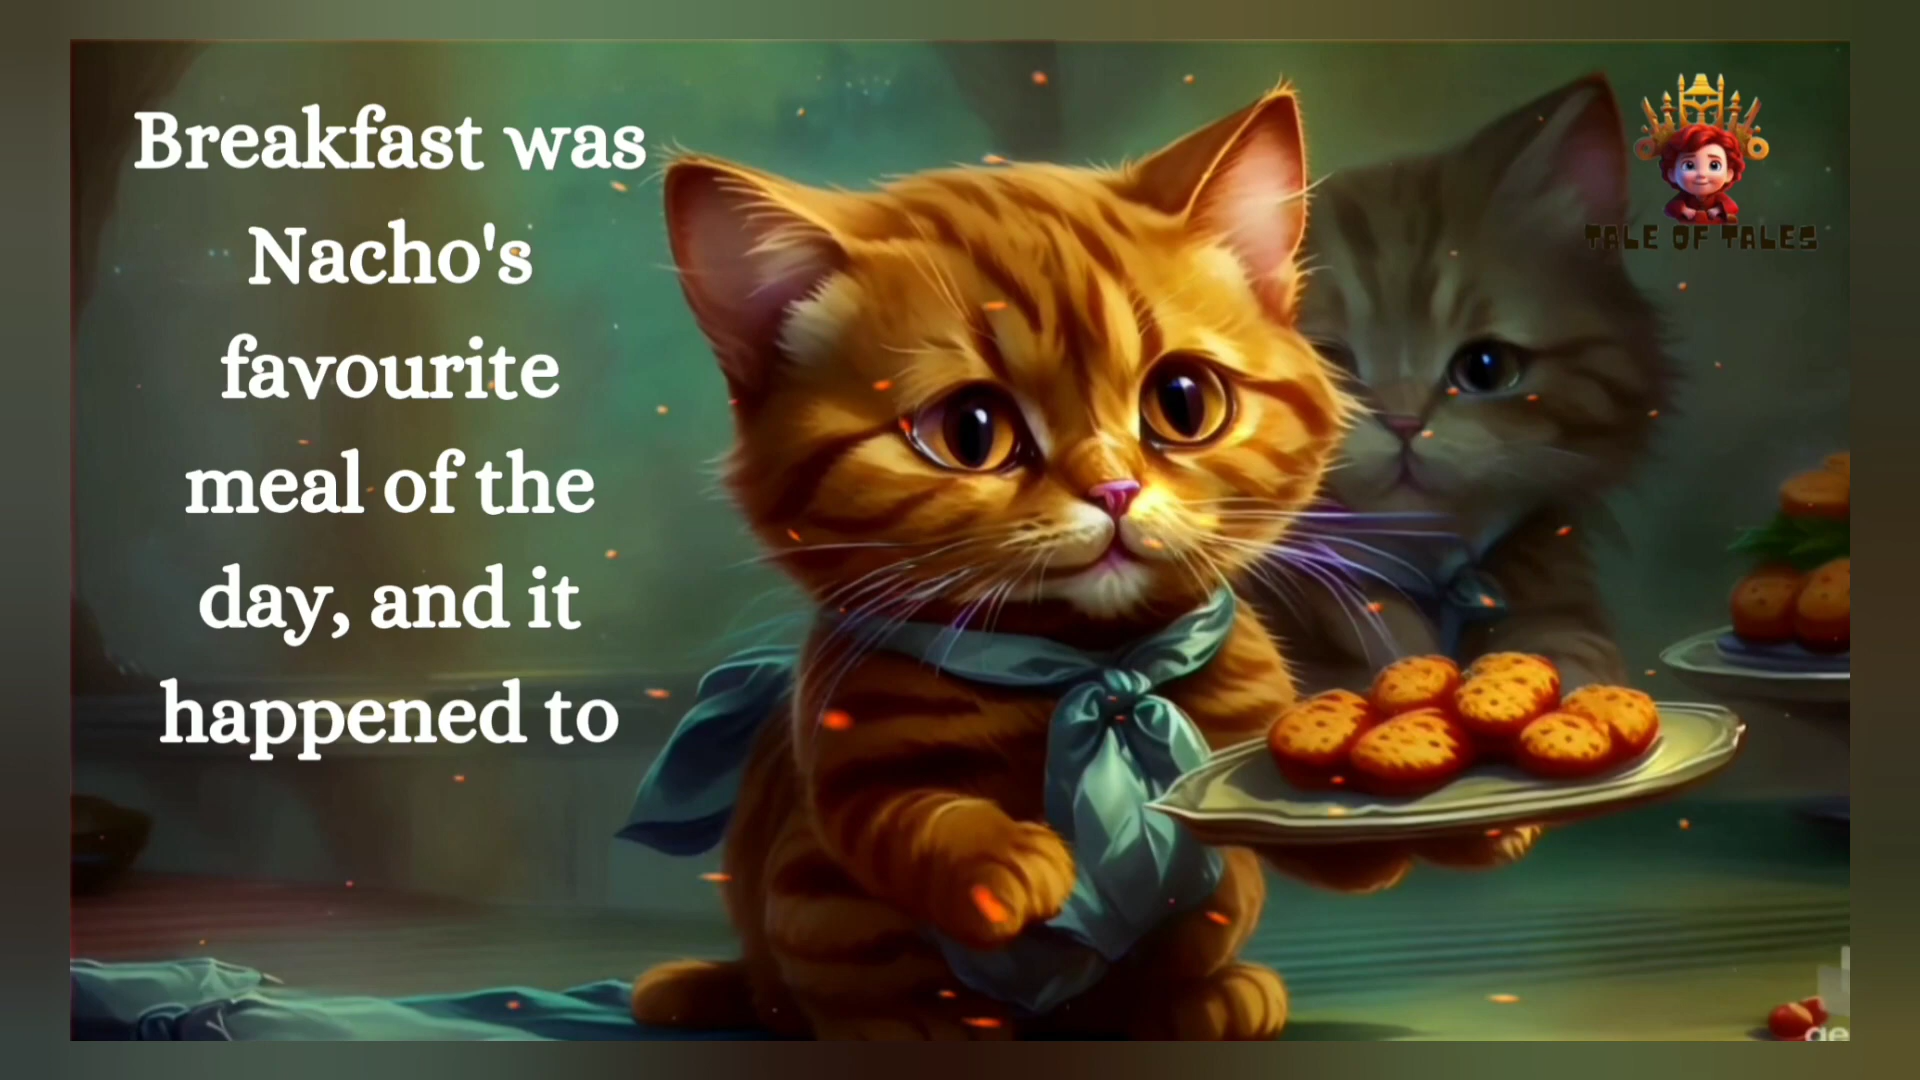 Breakfast was
Nacho's
favourite
meal of the
day, and it
happened to
TALE OF TALES